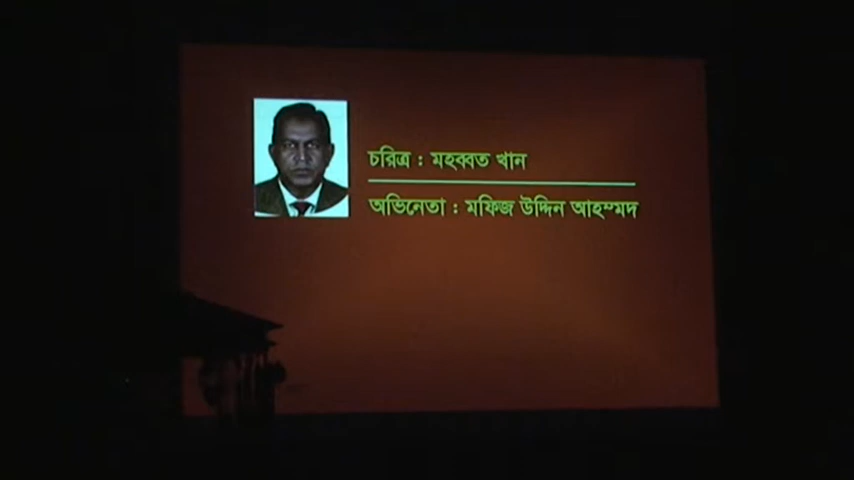 চরিত্র : মহব্বত খান
অভিনেতা : মফিজ উদ্দিন আহম্মদ